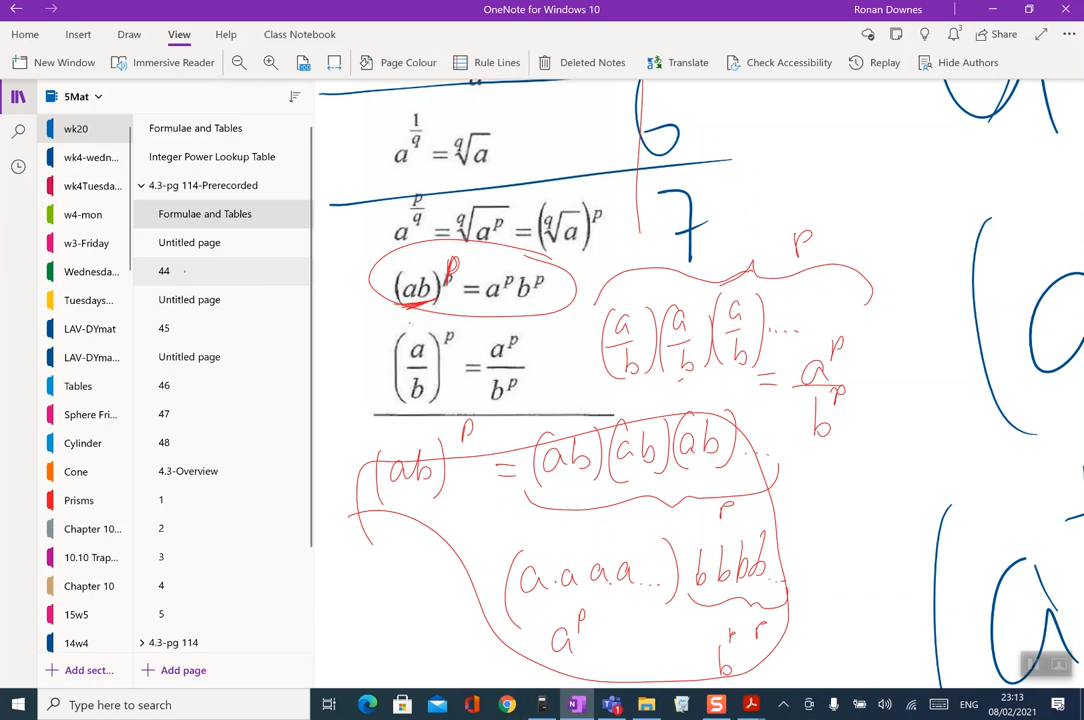 OneNote for Windows 10
Ronan Downes
Home Insert Draw View Help Class Notebook
Share
New Window Immersive Reader Page Colour Rule Lines Deleted Notes Translate Check Accessibility Replay Hide Authors
5Mat
wk20
wk4-wedn...
wk4Tuesda...
w4-mon
w3-Friday
Wednesda...
Tuesdays...
LAV-DYmat
LAV-DYma...
Tables
Sphere Fri...
Cylinder
Cone
Prisms
Chapter 10...
10.10 Trap...
Chapter 10
15w5
14w4
Add sect...
Formulae and Tables
Integer Power Lookup Table
4.3-pg 114-Prerecorded
Formulae and Tables
Untitled page
44
Untitled page
45
Untitled page
46
47
48
4.3-Overview
1
2
3
4
5
4.3-pg 114
Add page
a^(1/q) = ^q√a
6
a^(p/q) = ^q√(a^p) = (^q√a)^p
7
(ab)^p = a^p b^p
p
(a/b)^p = a^p/b^p
(a/b)(a/b)(a/b)....
= a^p/b^p
(ab)^p = (ab)(ab)(ab)...
p
(a.a a.a...) b b b b...
a^p
b^p p
Type here to search
ENG
23:13
08/02/2021